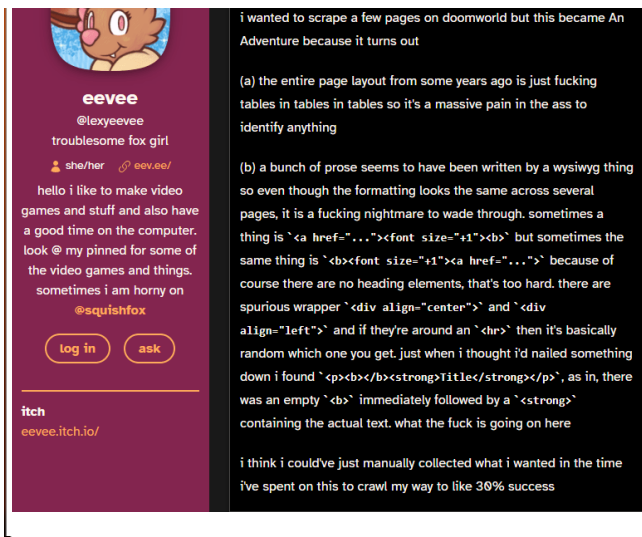 eevee
@lexyeevee
troublesome fox girl
she/her eev.ee/
hello i like to make video
games and stuff and also have
a good time on the computer.
look @ my pinned for some of
the video games and things.
sometimes i am horny on
@squishfox
log in ask
itch
eevee.itch.io/
i wanted to scrape a few pages on doomworld but this became An
Adventure because it turns out
(a) the entire page layout from some years ago is just fucking
tables in tables in tables so it's a massive pain in the ass to
identify anything
(b) a bunch of prose seems to have been written by a wysiwyg thing
so even though the formatting looks the same across several
pages, it is a fucking nightmare to wade through. sometimes a
thing is `<a href="..."><font size="+1"><b>` but sometimes the
same thing is `<b><font size="+1"><a href="...">` because of
course there are no heading elements, that's too hard. there are
spurious wrapper `<div align="center">` and `<div
align="left">` and if they're around an `<hr>` then it's basically
random which one you get. just when i thought i'd nailed something
down i found `<p><b></b><strong>Title</strong></p>`, as in, there
was an empty `<b>` immediately followed by a `<strong>`
containing the actual text. what the fuck is going on here
i think i could've just manually collected what i wanted in the time
i've spent on this to crawl my way to like 30% success